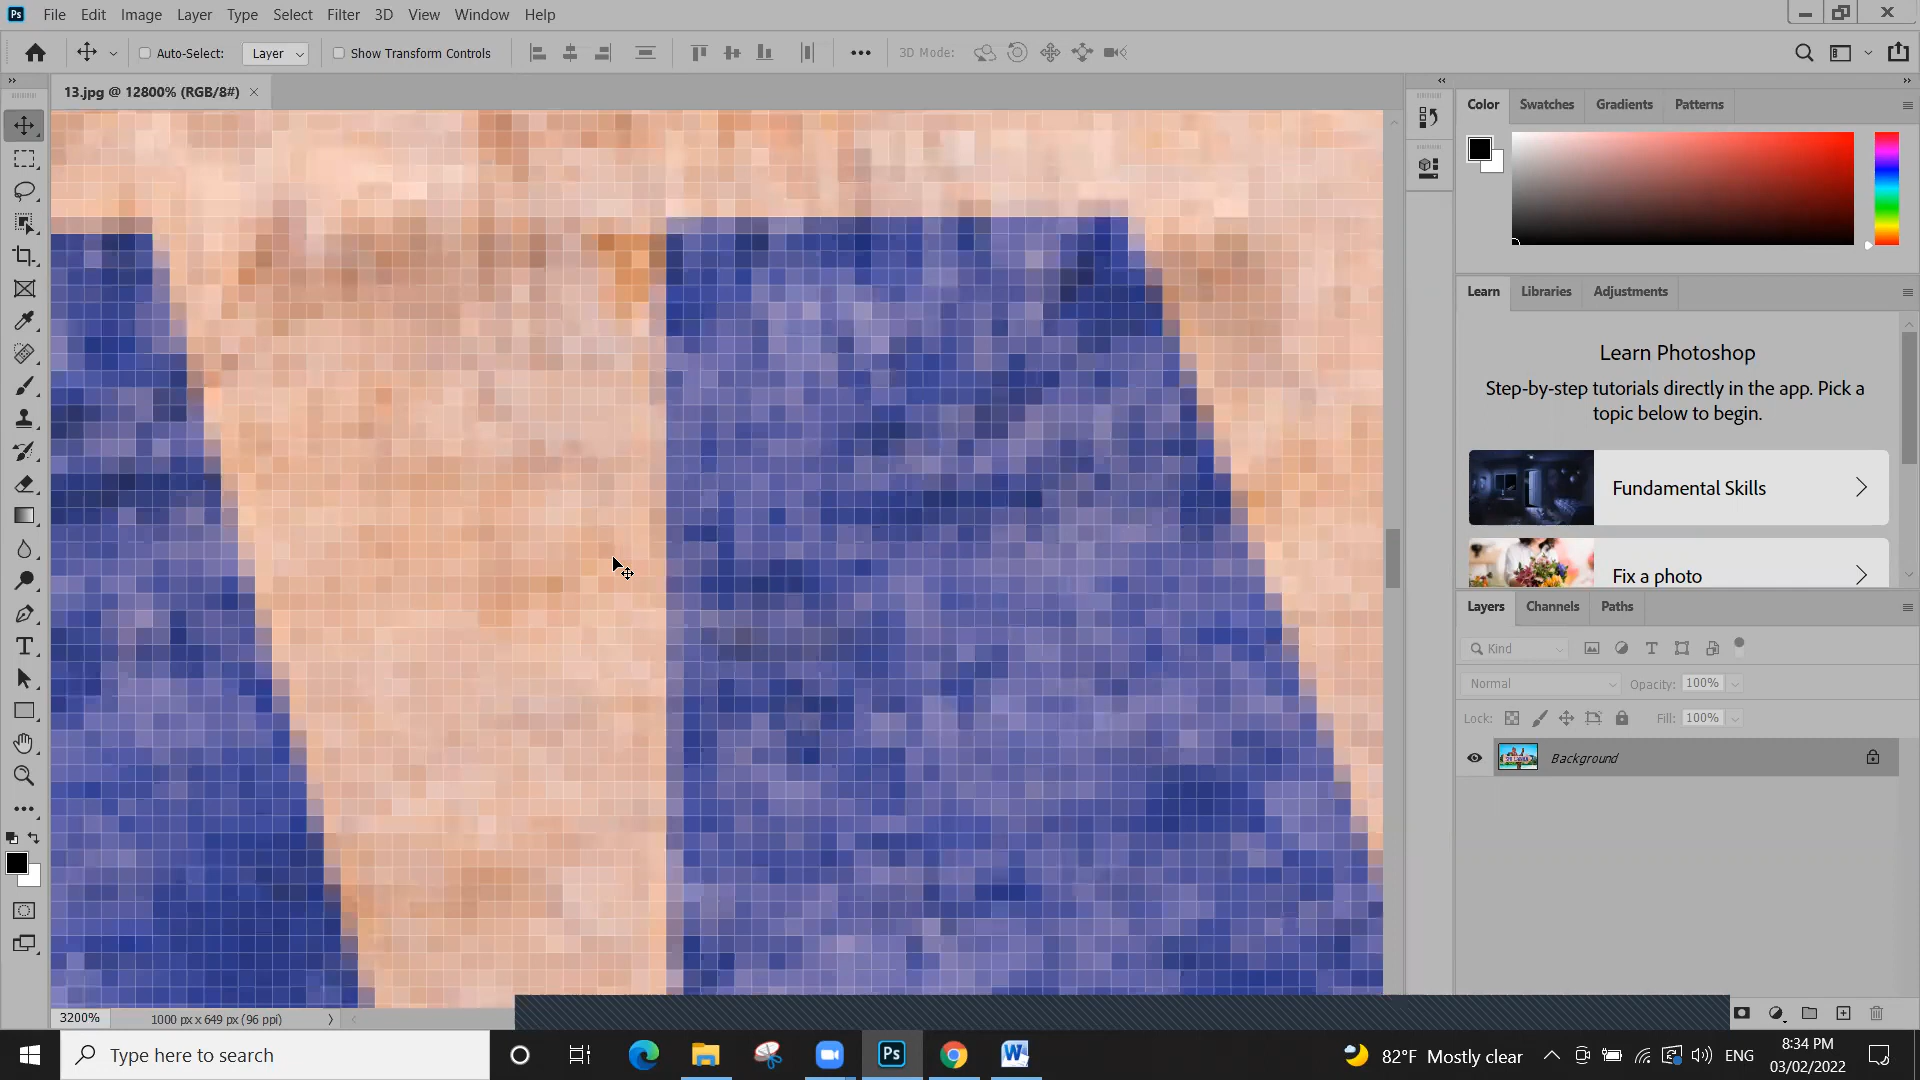 Ps File Edit Image Layer Type Select Filter 3D View Window Help
Auto-Select: Layer Show Transform Controls 3D Mode:
13.jpg @ 12800% (RGB/8#)
Color Swatches Gradients Patterns
Learn Libraries Adjustments
Learn Photoshop
Step-by-step tutorials directly in the app. Pick a
topic below to begin.
Fundamental Skills
Fix a photo
Layers Channels Paths
Kind
Normal Opacity: 100%
Lock: Fill: 100%
Background
3200% 1000 px x 649 px (96 ppi)
Type here to search
Ps
W
82°F Mostly clear
ENG
8:34 PM
03/02/2022